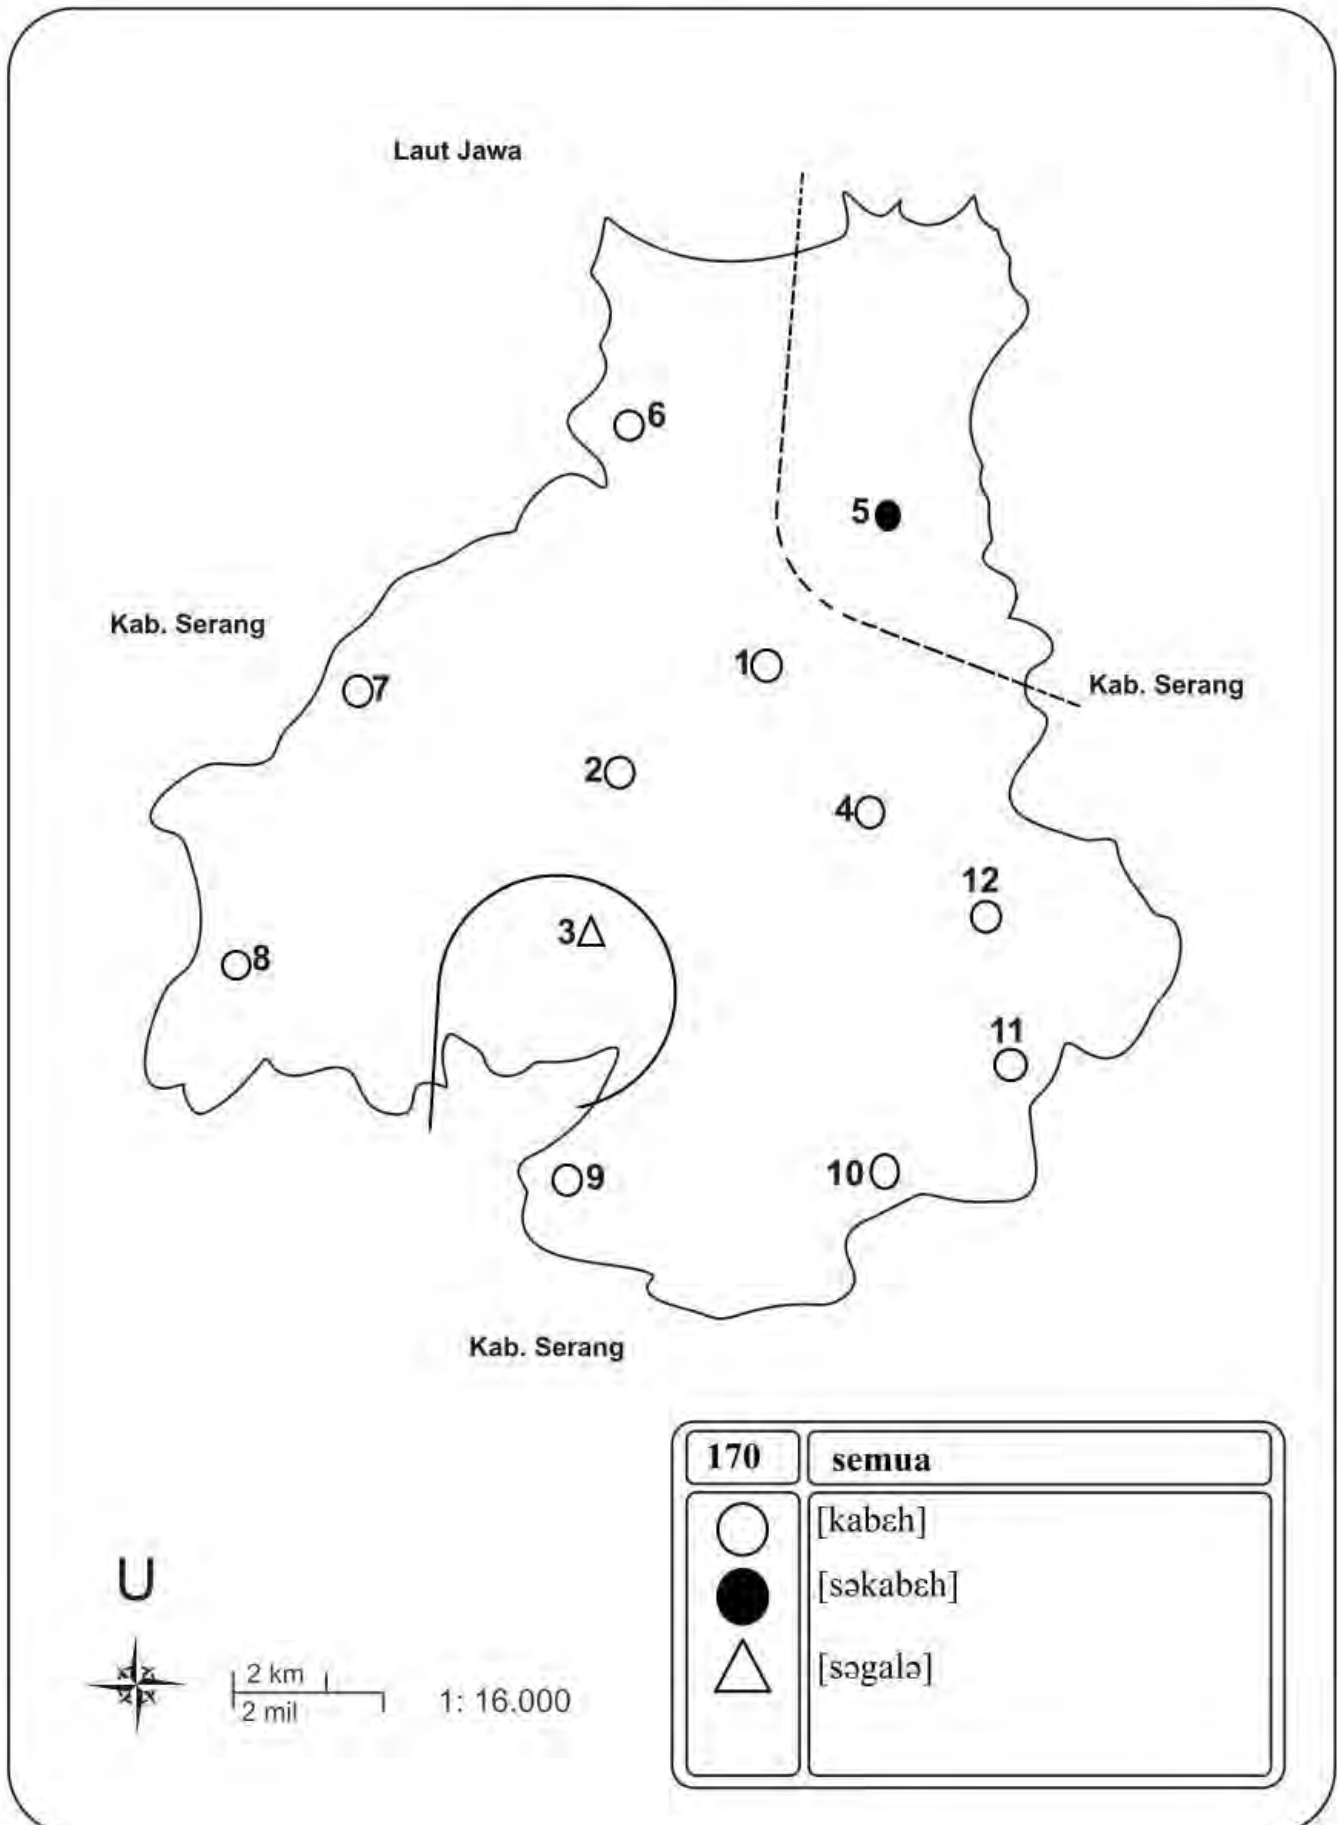 Laut Jawa
6
5
Kab. Serang
1
Kab. Serang
7
2
4
12
3
8
11
9
10
Kab. Serang
170 semua
[kabɛh]
[səkabɛh]
[səgalə]
U
2 km
2 mil
1: 16.000